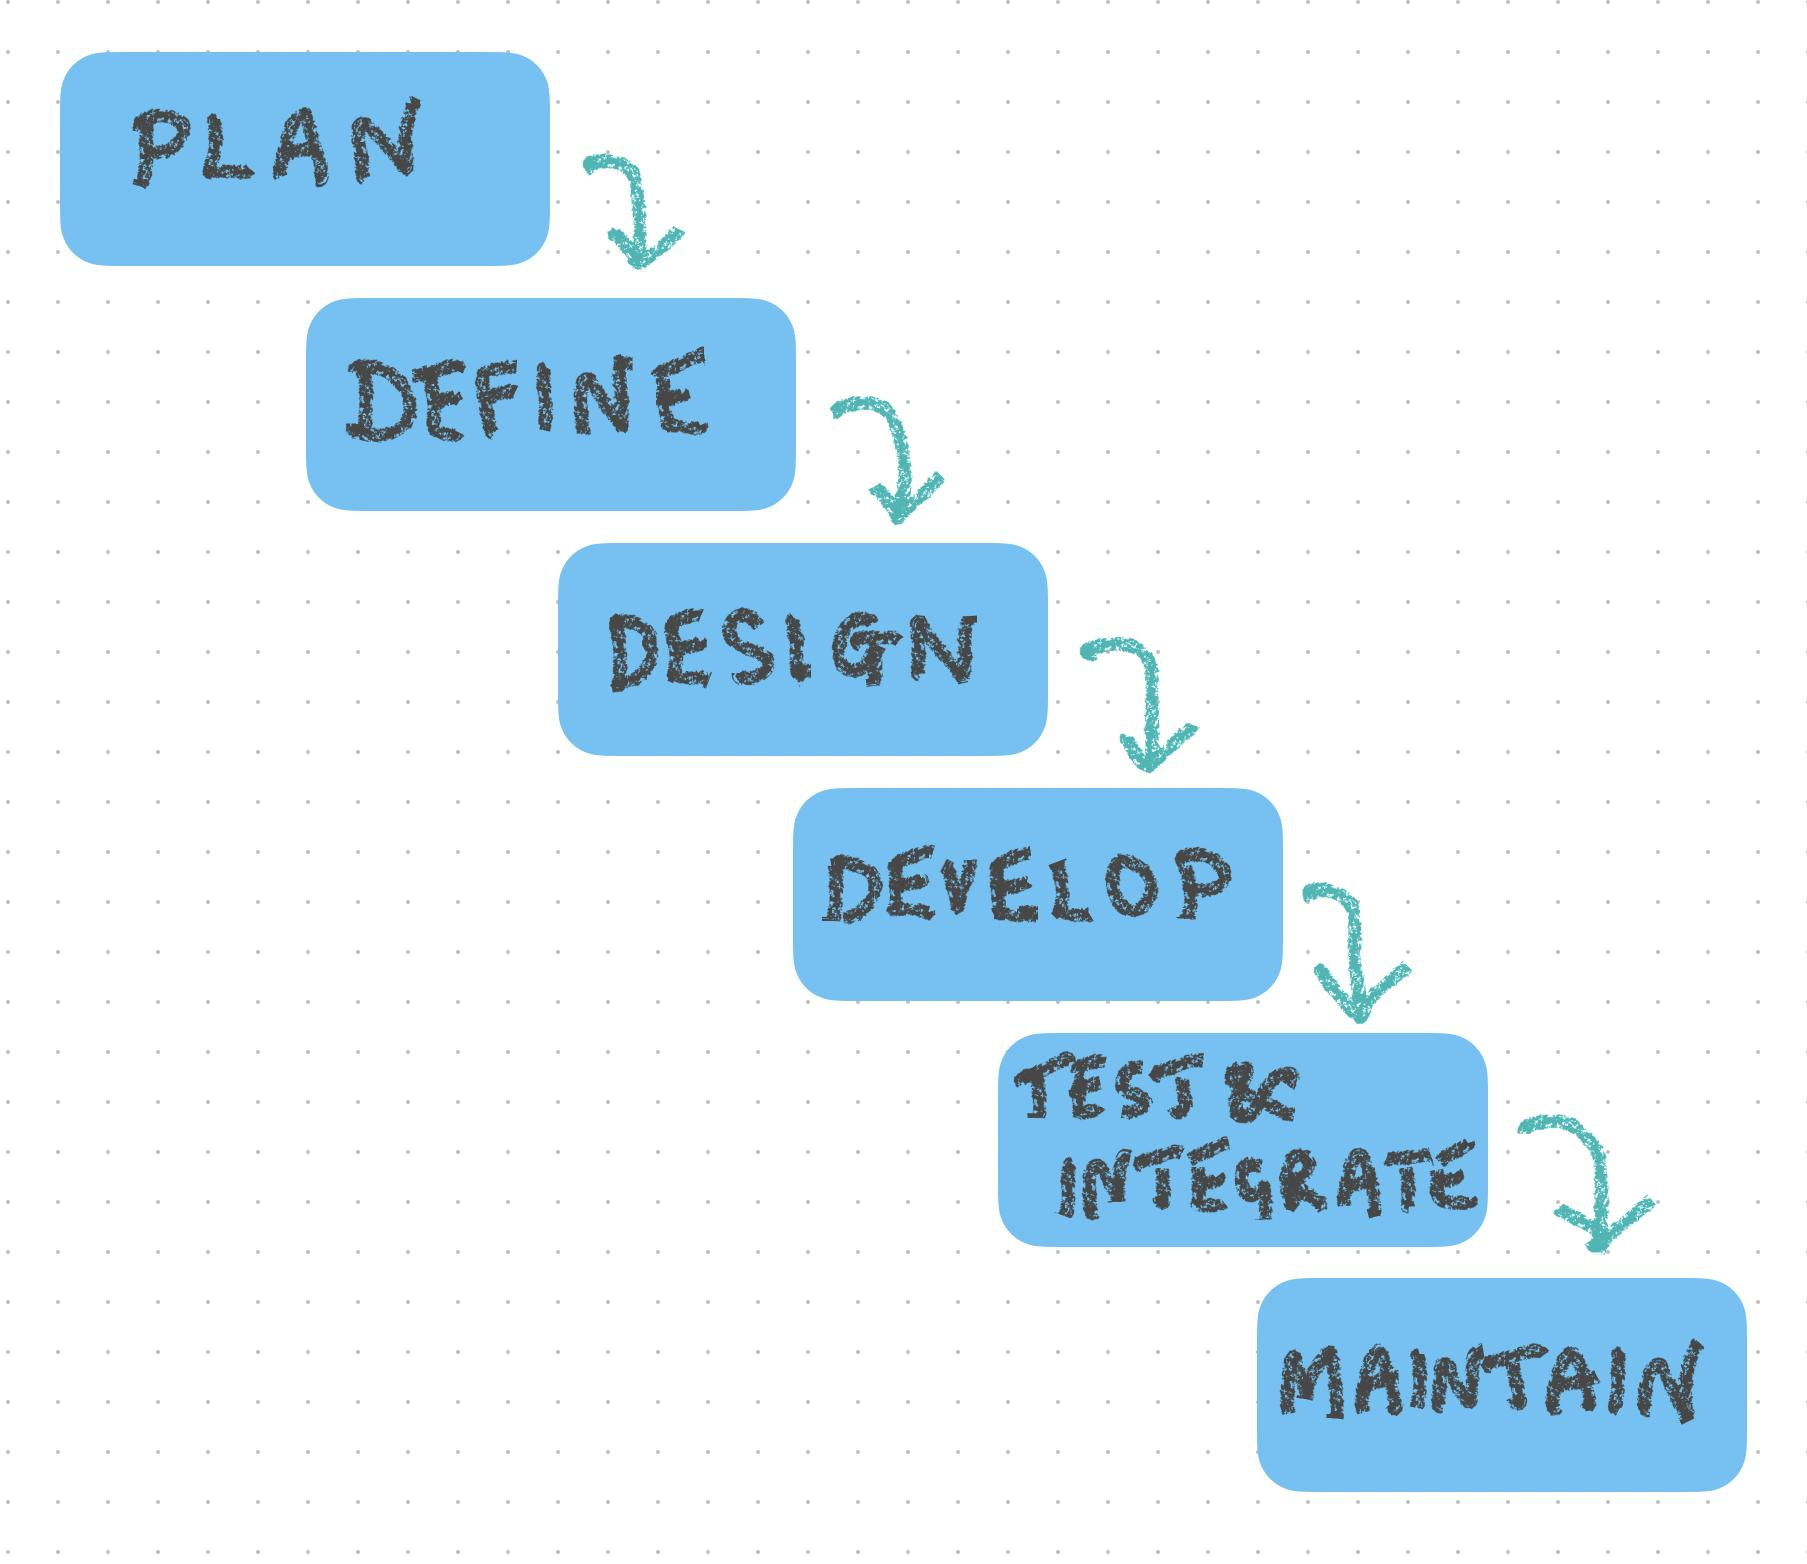 PLAN
DEFINE
DESIGN
DEVELOP
TEST &
INTEGRATE
MAINTAIN